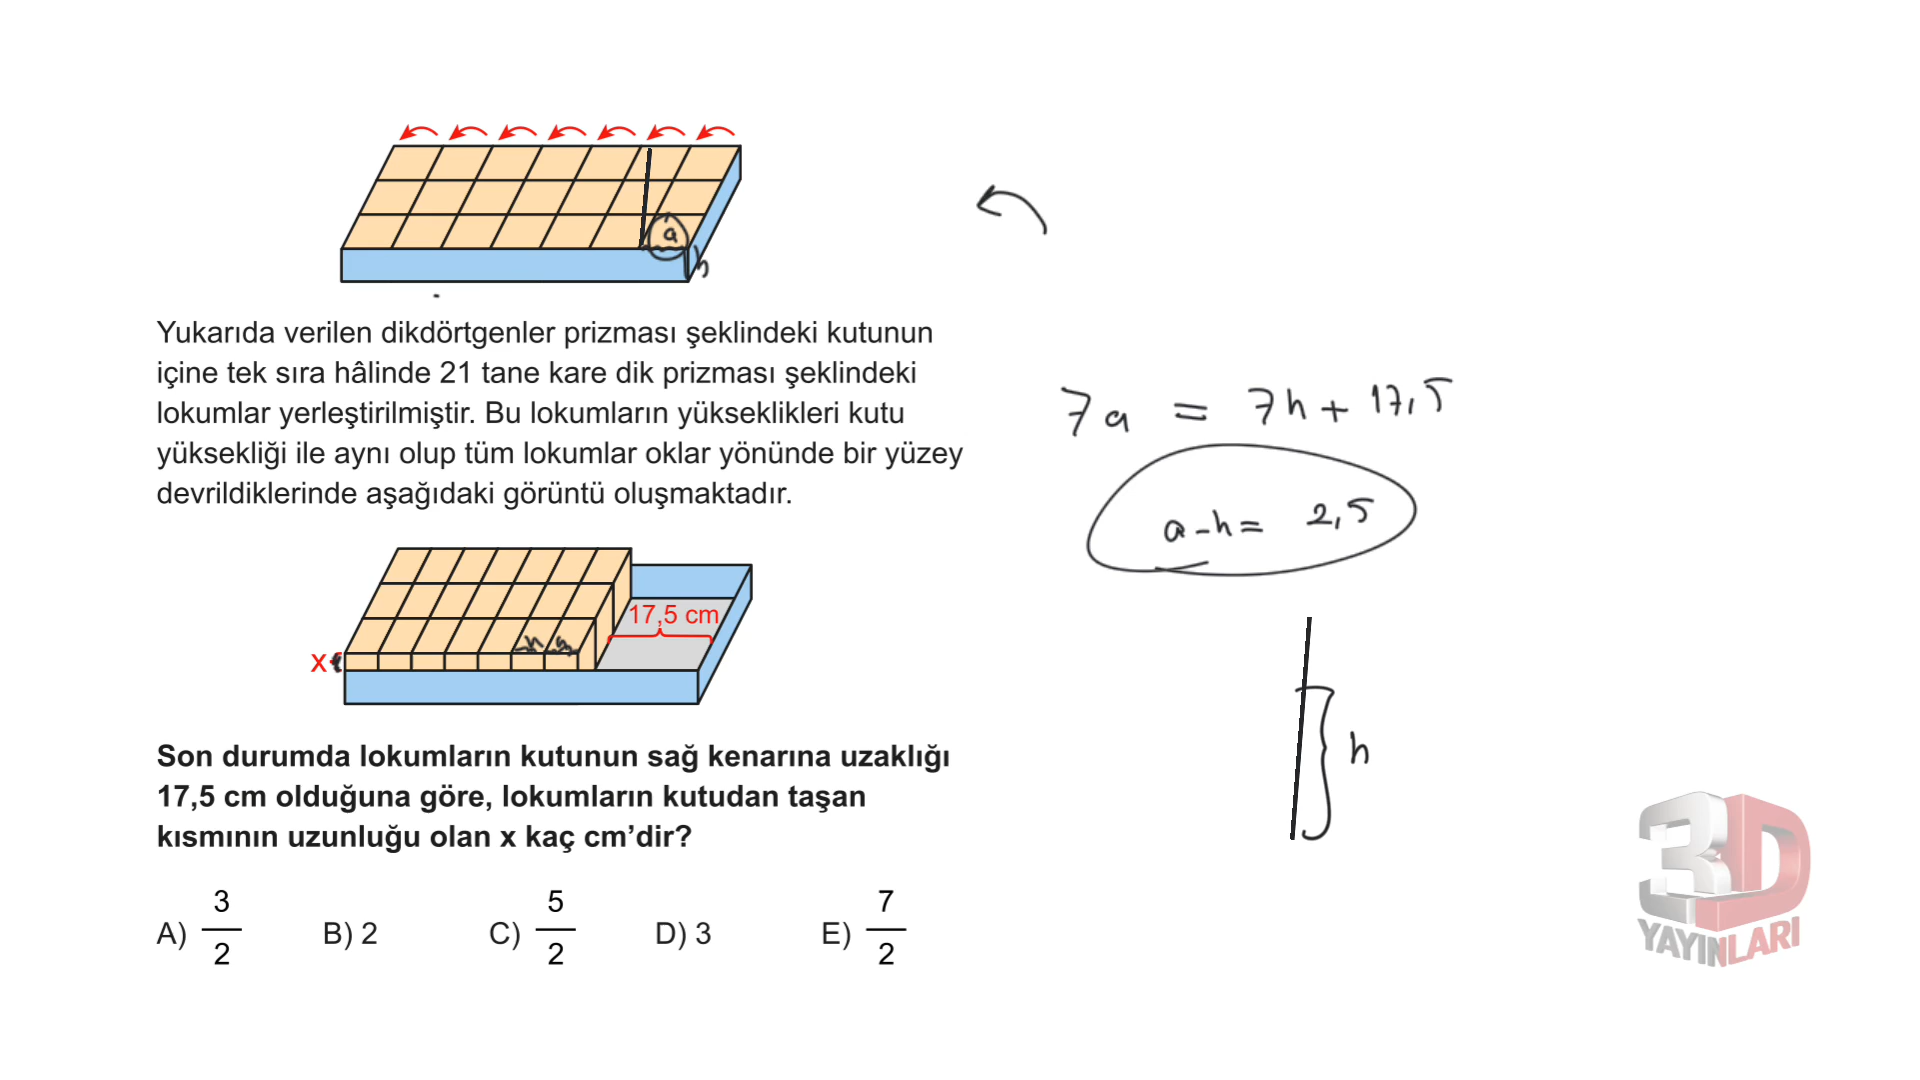 a
h
Yukarıda verilen dikdörtgenler prizması şeklindeki kutunun
içine tek sıra hâlinde 21 tane kare dik prizması şeklindeki
lokumlar yerleştirilmiştir. Bu lokumların yükseklikleri kutu
yüksekliği ile aynı olup tüm lokumlar oklar yönünde bir yüzey
devrildiklerinde aşağıdaki görüntü oluşmaktadır.
7a = 7h + 17,5
a - h = 2,5
17,5 cm
h
x
h
Son durumda lokumların kutunun sağ kenarına uzaklığı
17,5 cm olduğuna göre, lokumların kutudan taşan
kısmının uzunluğu olan x kaç cm'dir?
A) 3/2 B) 2 C) 5/2 D) 3 E) 7/2
3D
YAYINLARI